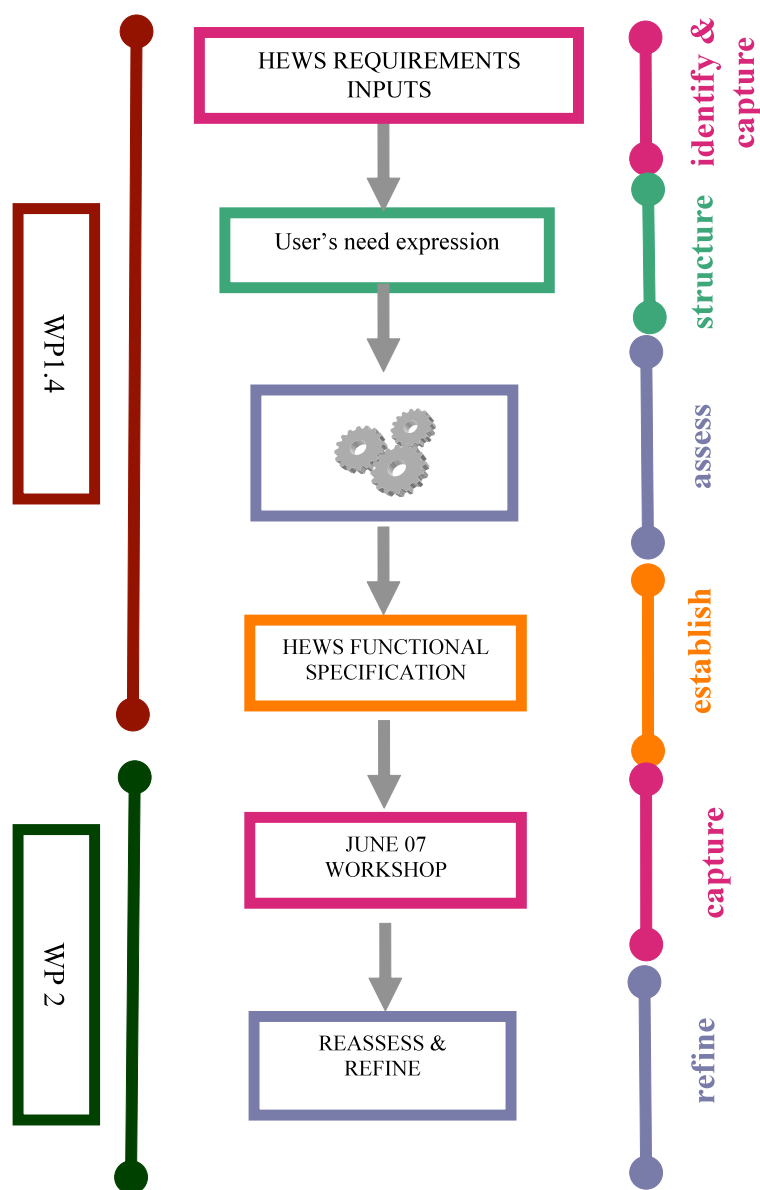 HEWS REQUIREMENTS
INPUTS
identify &
capture
User’s need expression
structure
WP1.4
assess
HEWS FUNCTIONAL
SPECIFICATION
establish
JUNE 07
WORKSHOP
capture
WP 2
REASSESS &
REFINE
refine